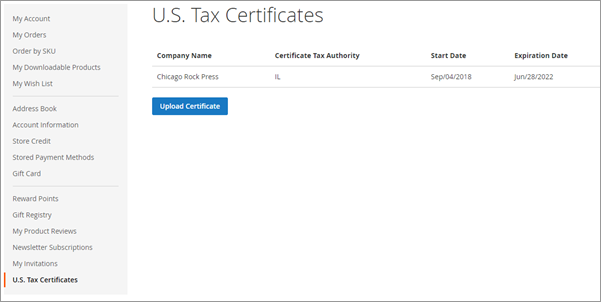 My Account
My Orders
Order by SKU
My Downloadable Products
My Wish List
Address Book
Account Information
Store Credit
Stored Payment Methods
Gift Card
Reward Points
Gift Registry
My Product Reviews
Newsletter Subscriptions
My Invitations
U.S. Tax Certificates
U.S. Tax Certificates
Company Name Certificate Tax Authority Start Date Expiration Date
Chicago Rock Press IL Sep/04/2018 Jun/28/2022
Upload Certificate